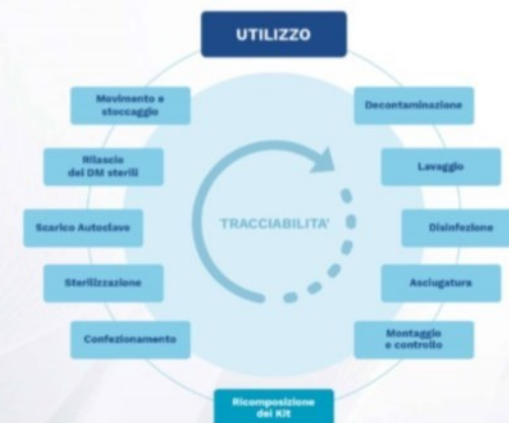 UTILIZZO
Decontaminazione
Lavaggio
Disinfezione
Asciugatura
Montaggio
e controllo
Ricomposizione
dei Kit
Confezionamento
Sterilizzazione
Scarico Autoclave
Rilascio
dei DM sterili
Movimento e
stoccaggio
TRACCIABILITA'